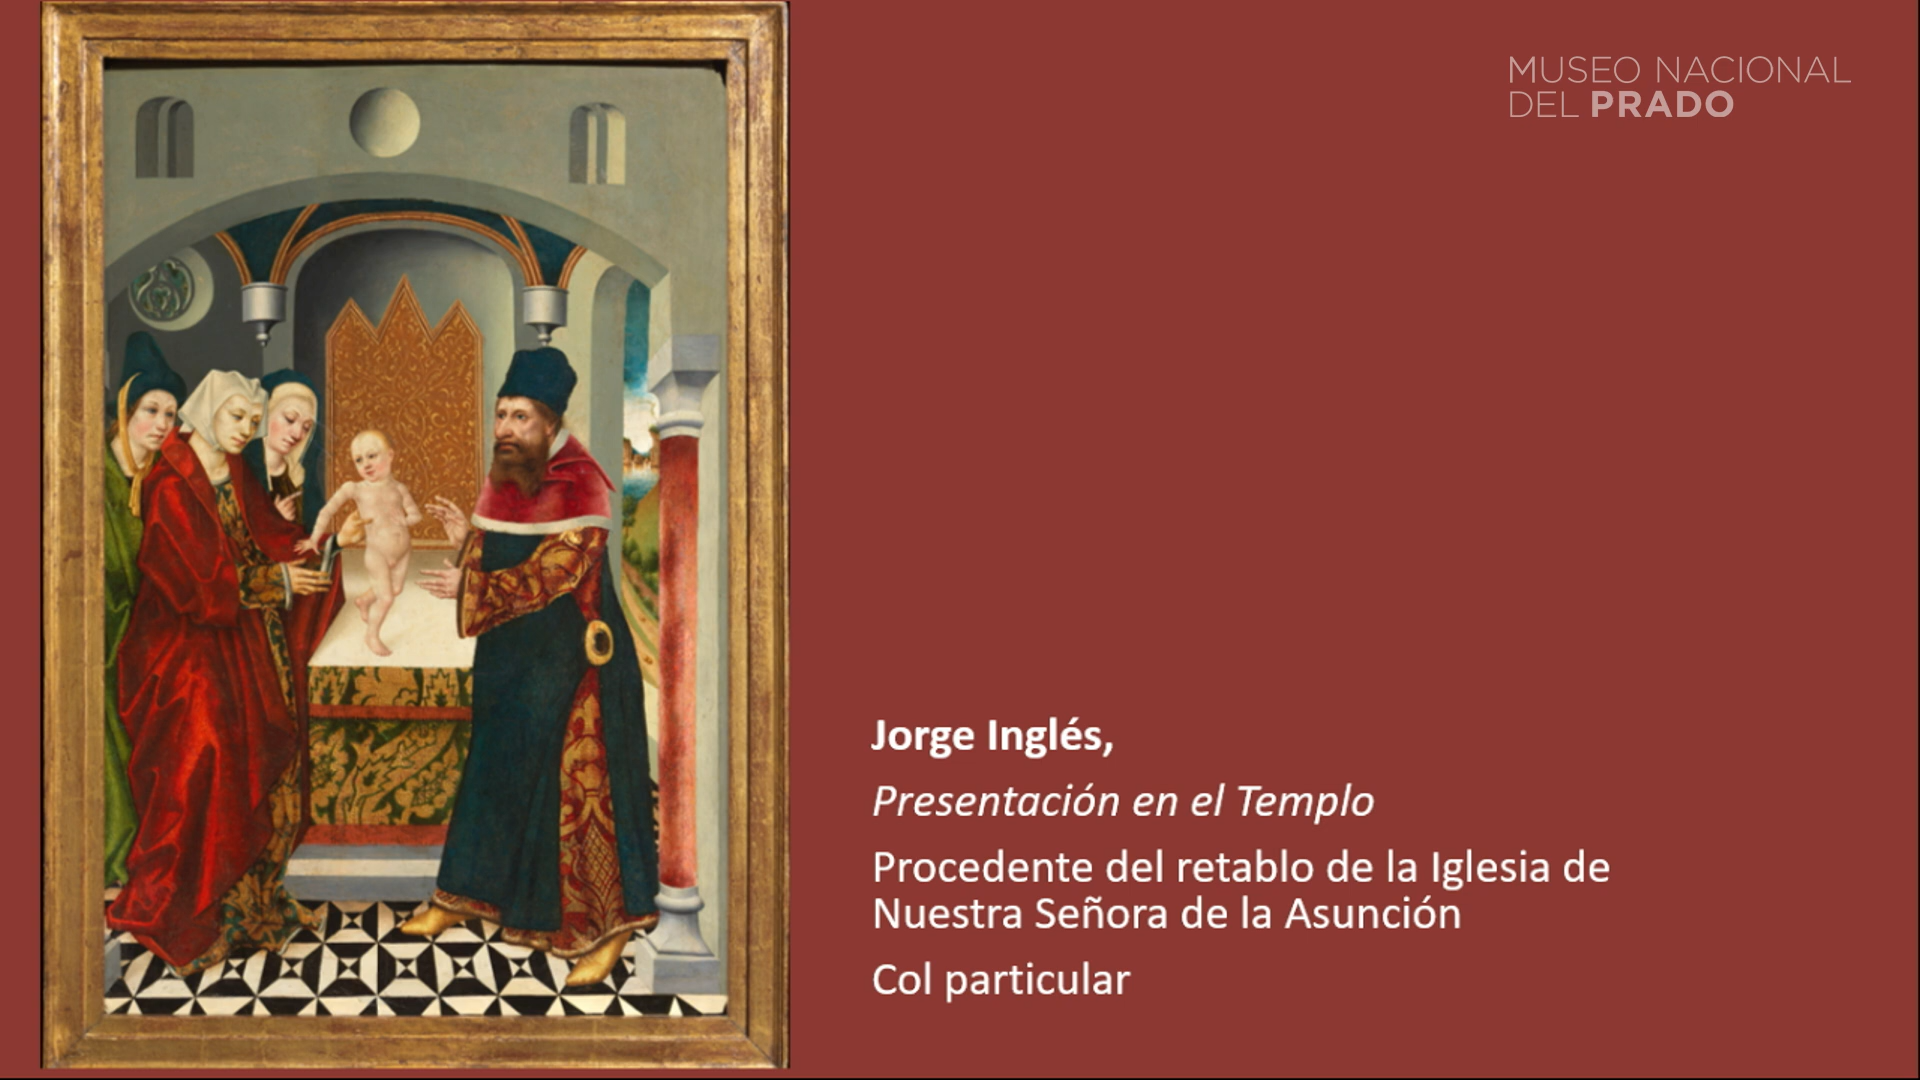 MUSEO NACIONAL
DEL PRADO
Jorge Inglés,
Presentación en el Templo
Procedente del retablo de la Iglesia de
Nuestra Señora de la Asunción
Col particular